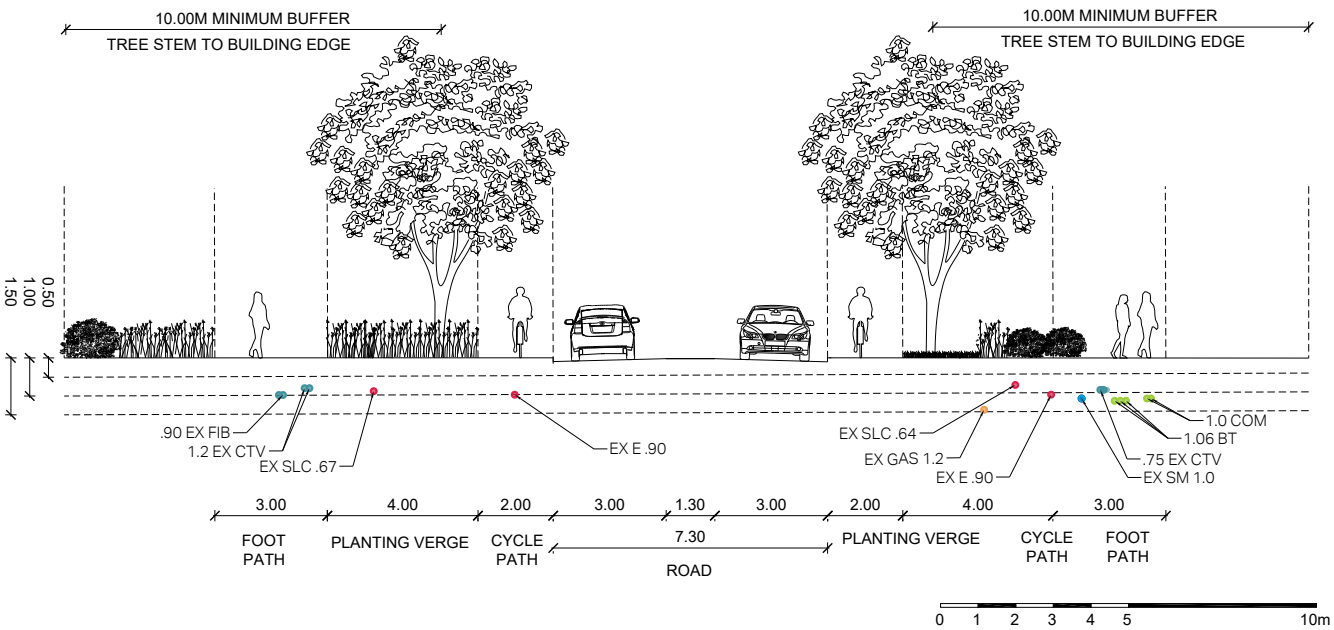 10.00M MINIMUM BUFFER
TREE STEM TO BUILDING EDGE
10.00M MINIMUM BUFFER
TREE STEM TO BUILDING EDGE
0.50
1.00
1.50
.90 EX FIB
1.2 EX CTV
EX SLC .67
EX E .90
EX SLC .64
EX GAS 1.2
EX E .90
1.0 COM
1.06 BT
.75 EX CTV
EX SM 1.0
3.00 4.00 2.00 3.00 1.30 3.00 2.00 4.00 3.00
7.30
FOOT
PATH
PLANTING VERGE
CYCLE
PATH
ROAD
PLANTING VERGE
CYCLE
PATH
FOOT
PATH
0 1 2 3 4 5 10m